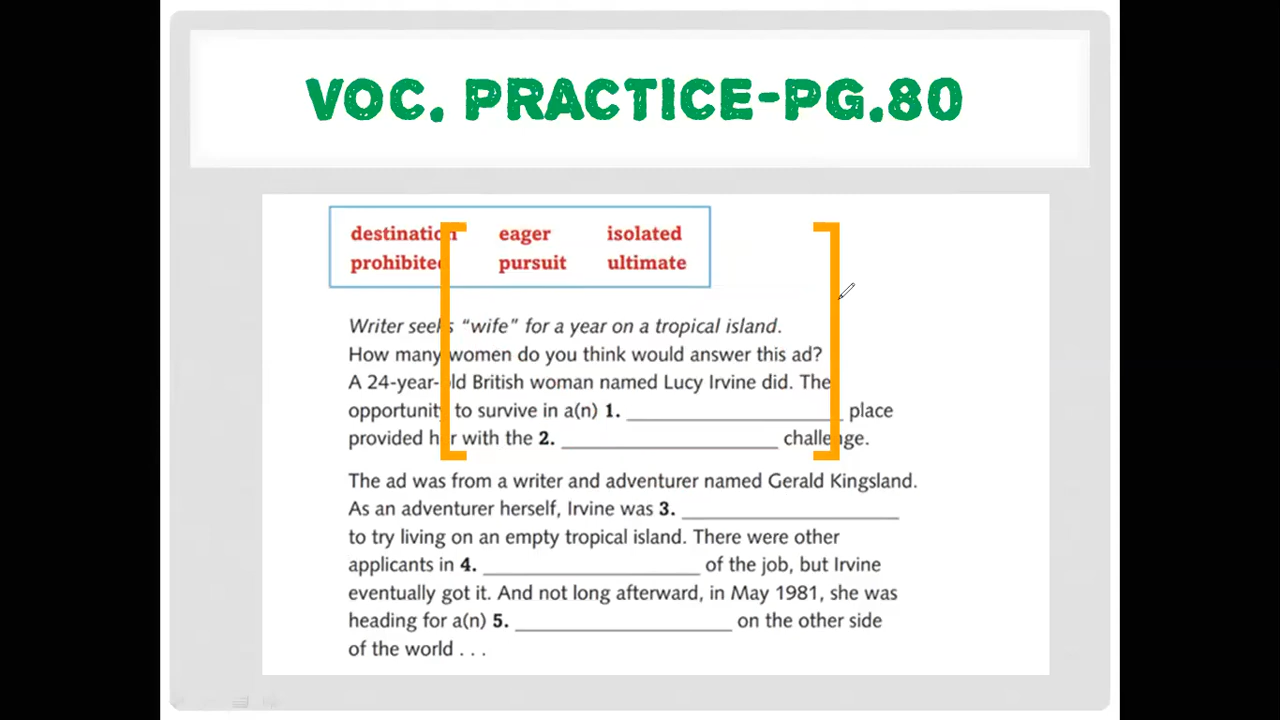 VOC. PRACTICE-PG.80
destination eager isolated
prohibited pursuit ultimate
Writer seeks “wife” for a year on a tropical island.
How many women do you think would answer this ad?
A 24-year-old British woman named Lucy Irvine did. The
opportunity to survive in a(n) 1. ____________________ place
provided her with the 2. ____________________ challenge.
The ad was from a writer and adventurer named Gerald Kingsland.
As an adventurer herself, Irvine was 3. ____________________
to try living on an empty tropical island. There were other
applicants in 4. ____________________ of the job, but Irvine
eventually got it. And not long afterward, in May 1981, she was
heading for a(n) 5. ____________________ on the other side
of the world . . .